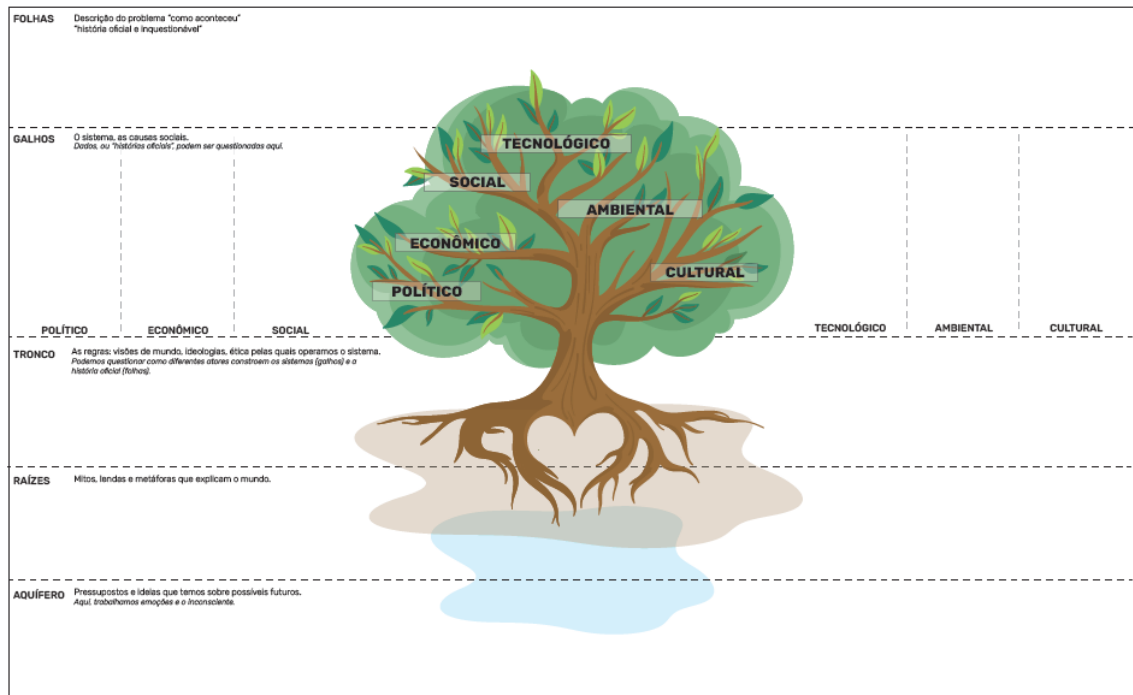 FOLHAS
Descrição do problema "como aconteceu"
"história oficial e inquestionável"
GALHOS
O sistema, as causas sociais.
Dados, ou "histórias oficiais", podem ser questionadas aqui.
TECNOLÓGICO
SOCIAL
AMBIENTAL
ECONÔMICO
CULTURAL
POLÍTICO
POLÍTICO
ECONÔMICO
SOCIAL
TECNOLÓGICO
AMBIENTAL
CULTURAL
TRONCO
As regras: visões de mundo, ideologias, ética pelas quais operamos o sistema.
Podemos questionar como diferentes atores constroem os sistemas (galhos) e a
história oficial (folhas).
RAÍZES
Mitos, lendas e metáforas que explicam o mundo.
AQUÍFERO
Pressupostos e ideias que temos sobre possíveis futuros.
Aqui, trabalhamos emoções e o inconsciente.